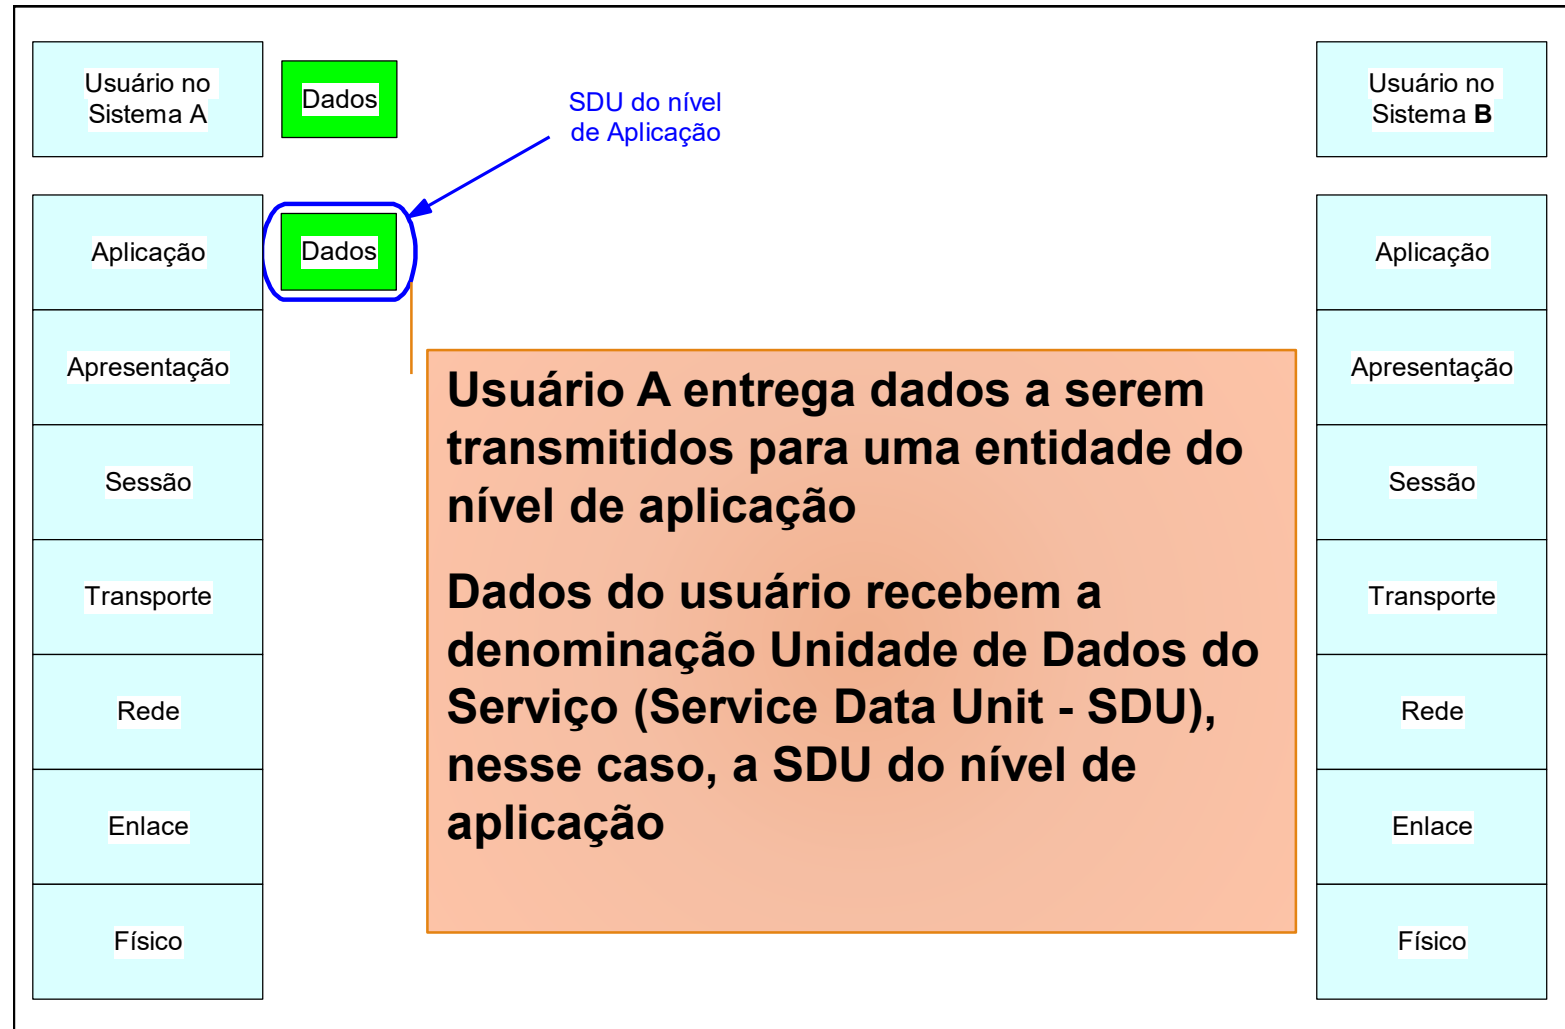 Usuário no
Sistema A
Dados
SDU do nível
de Aplicação
Usuário no
Sistema B
Aplicação
Dados
Aplicação
Apresentação
Apresentação
Usuário A entrega dados a serem
transmitidos para uma entidade do
nível de aplicação
Sessão
Sessão
Dados do usuário recebem a
denominação Unidade de Dados do
Serviço (Service Data Unit - SDU),
nesse caso, a SDU do nível de
aplicação
Transporte
Transporte
Rede
Rede
Enlace
Enlace
Físico
Físico